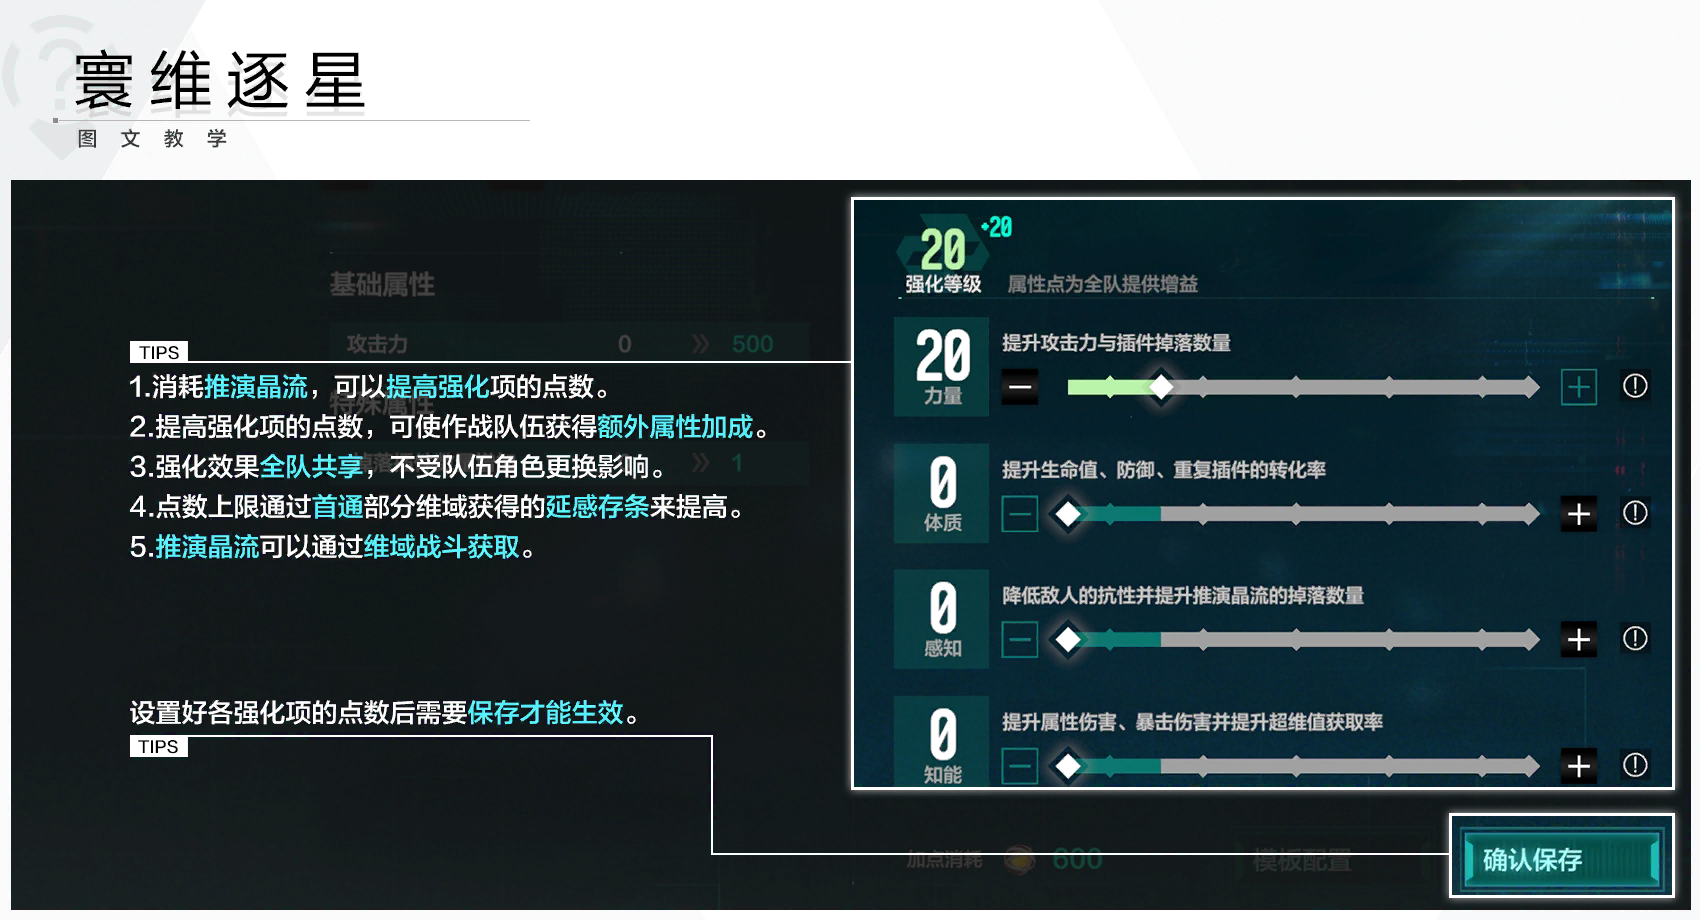 寰维逐星
图文教学
基础属性
攻击力 0 500
特殊属性
1
TIPS
1.消耗推演晶流，可以提高强化项的点数。
2.提高强化项的点数，可使作战队伍获得额外属性加成。
3.强化效果全队共享，不受队伍角色更换影响。
4.点数上限通过首通部分维域获得的延感存条来提高。
5.推演晶流可以通过维域战斗获取。
设置好各强化项的点数后需要保存才能生效。
TIPS
20 +20
强化等级 属性点为全队提供增益
20
力量
提升攻击力与插件掉落数量
0
体质
提升生命值、防御、重复插件的转化率
0
感知
降低敌人的抗性并提升推演晶流的掉落数量
0
知能
提升属性伤害、暴击伤害并提升超维值获取率
加点消耗 600 模板配置
确认保存